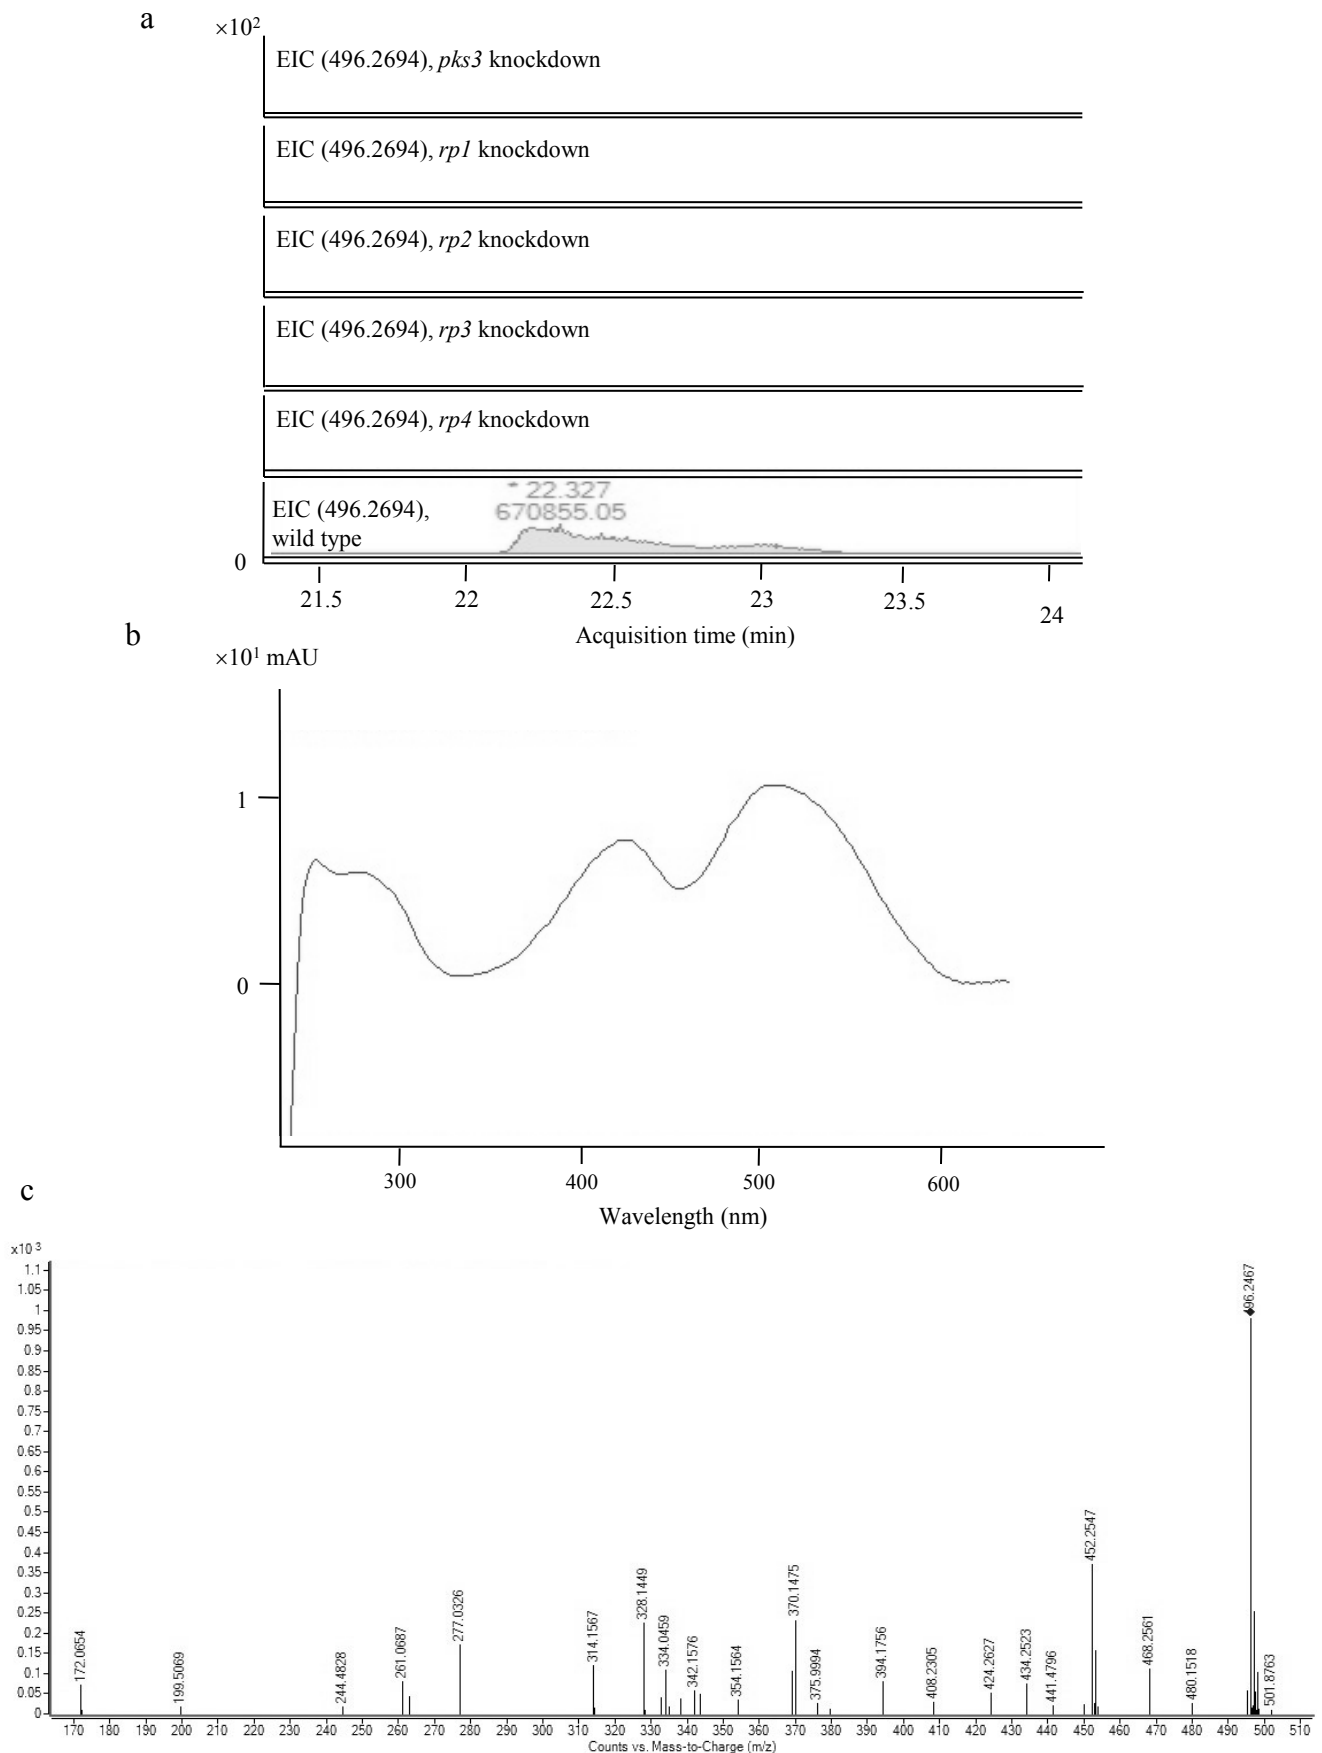 a
×10²
EIC (496.2694), pks3 knockdown
EIC (496.2694), rp1 knockdown
EIC (496.2694), rp2 knockdown
EIC (496.2694), rp3 knockdown
EIC (496.2694), rp4 knockdown
* 22.327
670855.05
EIC (496.2694),
wild type
0
21.5 22 22.5 23 23.5 24
Acquisition time (min)
b
×10¹ mAU
1
0
300 400 500 600
Wavelength (nm)
c
x10 3
1.1
1.05
1
0.95
0.9
0.85
0.8
0.75
0.7
0.65
0.6
0.55
0.5
0.45
0.4
0.35
0.3
0.25
0.2
0.15
0.1
0.05
0
172.0654
199.5069
244.4828
261.0687
277.0326
314.1567
328.1449
334.0459
342.1576
354.1564
370.1475
375.9994
394.1756
408.2305
424.2627
434.2523
441.4796
452.2547
468.2561
480.1518
496.2467
501.8763
170 180 190 200 210 220 230 240 250 260 270 280 290 300 310 320 330 340 350 360 370 380 390 400 410 420 430 440 450 460 470 480 490 500 510
Counts vs. Mass-to-Charge (m/z)